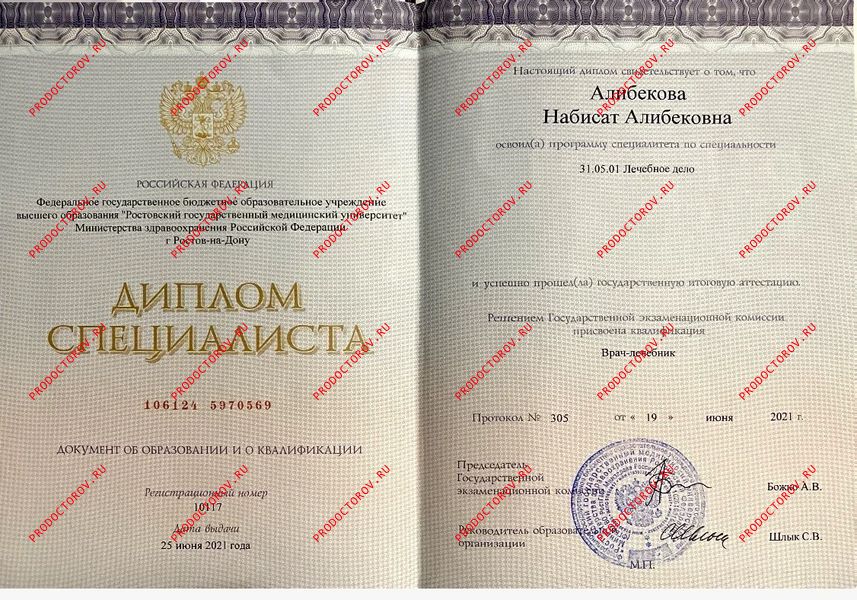 РОССИЙСКАЯ ФЕДЕРАЦИЯ
Федеральное государственное бюджетное образовательное учреждение
высшего образования "Ростовский государственный медицинский университет"
Министерства здравоохранения Российской Федерации
г Ростов-на-Дону
ДИПЛОМ
СПЕЦИАЛИСТА
106124 5970569
ДОКУМЕНТ ОБ ОБРАЗОВАНИИ И О КВАЛИФИКАЦИИ
Регистрационный номер
10117
Дата выдачи
25 июня 2021 года
Настоящий диплом свидетельствует о том, что
Алибекова
Набисат Алибековна
освоил(а) программу специалитета по специальности
31.05.01 Лечебное дело
и успешно прошел(ла) государственную итоговую аттестацию.
Решением Государственной экзаменационной комиссии
присвоена квалификация
Врач-лечебник
Протокол № 305 от « 19 » июня 2021 г.
Председатель
Государственной
экзаменационной комиссии Божко А.В.
Руководитель образовательной
организации Шлык С.В.
М.П.
PRODOCTOROV.RU